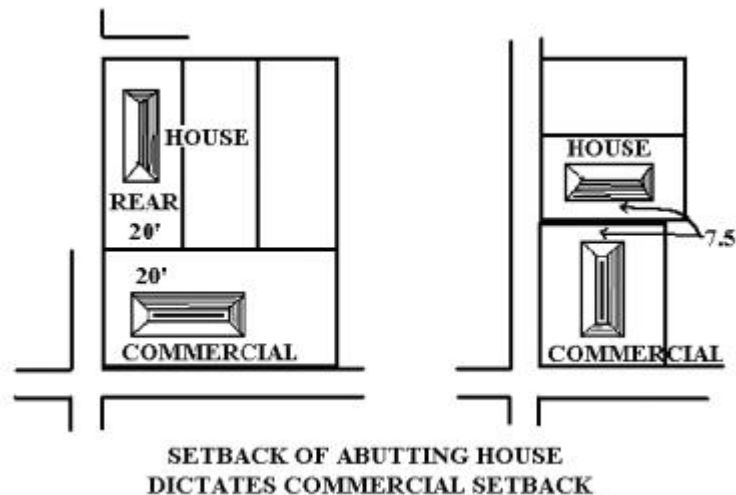 HOUSE
REAR
20'
20'
COMMERCIAL
HOUSE
7.5
COMMERCIAL
SETBACK OF ABUTTING HOUSE
DICTATES COMMERCIAL SETBACK